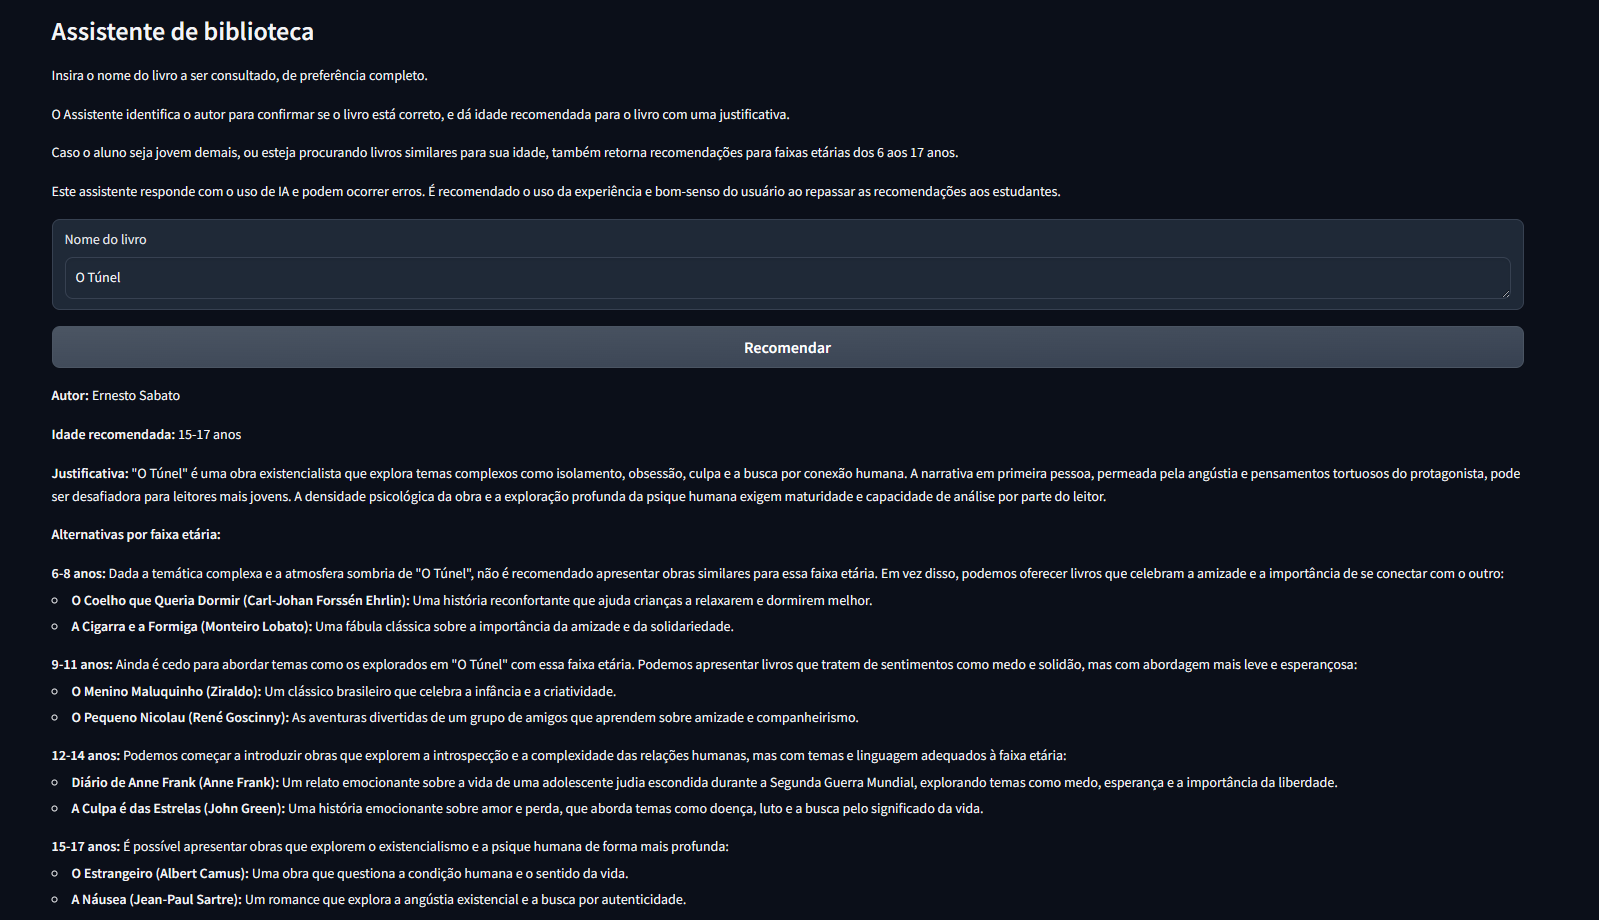 Assistente de biblioteca
Insira o nome do livro a ser consultado, de preferência completo.
O Assistente identifica o autor para confirmar se o livro está correto, e dá idade recomendada para o livro com uma justificativa.
Caso o aluno seja jovem demais, ou esteja procurando livros similares para sua idade, também retorna recomendações para faixas etárias dos 6 aos 17 anos.
Este assistente responde com o uso de IA e podem ocorrer erros. É recomendado o uso da experiência e bom-senso do usuário ao repassar as recomendações aos estudantes.
Nome do livro
O Túnel
Recomendar
Autor: Ernesto Sabato
Idade recomendada: 15-17 anos
Justificativa: "O Túnel" é uma obra existencialista que explora temas complexos como isolamento, obsessão, culpa e a busca por conexão humana. A narrativa em primeira pessoa, permeada pela angústia e pensamentos tortuosos do protagonista, pode
ser desafiadora para leitores mais jovens. A densidade psicológica da obra e a exploração profunda da psique humana exigem maturidade e capacidade de análise por parte do leitor.
Alternativas por faixa etária:
6-8 anos: Dada a temática complexa e a atmosfera sombria de "O Túnel", não é recomendado apresentar obras similares para essa faixa etária. Em vez disso, podemos oferecer livros que celebram a amizade e a importância de se conectar com o outro:
O Coelho que Queria Dormir (Carl-Johan Forssén Ehrlin): Uma história reconfortante que ajuda crianças a relaxarem e dormirem melhor.
A Cigarra e a Formiga (Monteiro Lobato): Uma fábula clássica sobre a importância da amizade e da solidariedade.
9-11 anos: Ainda é cedo para abordar temas como os explorados em "O Túnel" com essa faixa etária. Podemos apresentar livros que tratem de sentimentos como medo e solidão, mas com abordagem mais leve e esperançosa:
O Menino Maluquinho (Ziraldo): Um clássico brasileiro que celebra a infância e a criatividade.
O Pequeno Nicolau (René Goscinny): As aventuras divertidas de um grupo de amigos que aprendem sobre amizade e companheirismo.
12-14 anos: Podemos começar a introduzir obras que explorem a introspecção e a complexidade das relações humanas, mas com temas e linguagem adequados à faixa etária:
Diário de Anne Frank (Anne Frank): Um relato emocionante sobre a vida de uma adolescente judia escondida durante a Segunda Guerra Mundial, explorando temas como medo, esperança e a importância da liberdade.
A Culpa é das Estrelas (John Green): Uma história emocionante sobre amor e perda, que aborda temas como doença, luto e a busca pelo significado da vida.
15-17 anos: É possível apresentar obras que explorem o existencialismo e a psique humana de forma mais profunda:
O Estrangeiro (Albert Camus): Uma obra que questiona a condição humana e o sentido da vida.
A Náusea (Jean-Paul Sartre): Um romance que explora a angústia existencial e a busca por autenticidade.